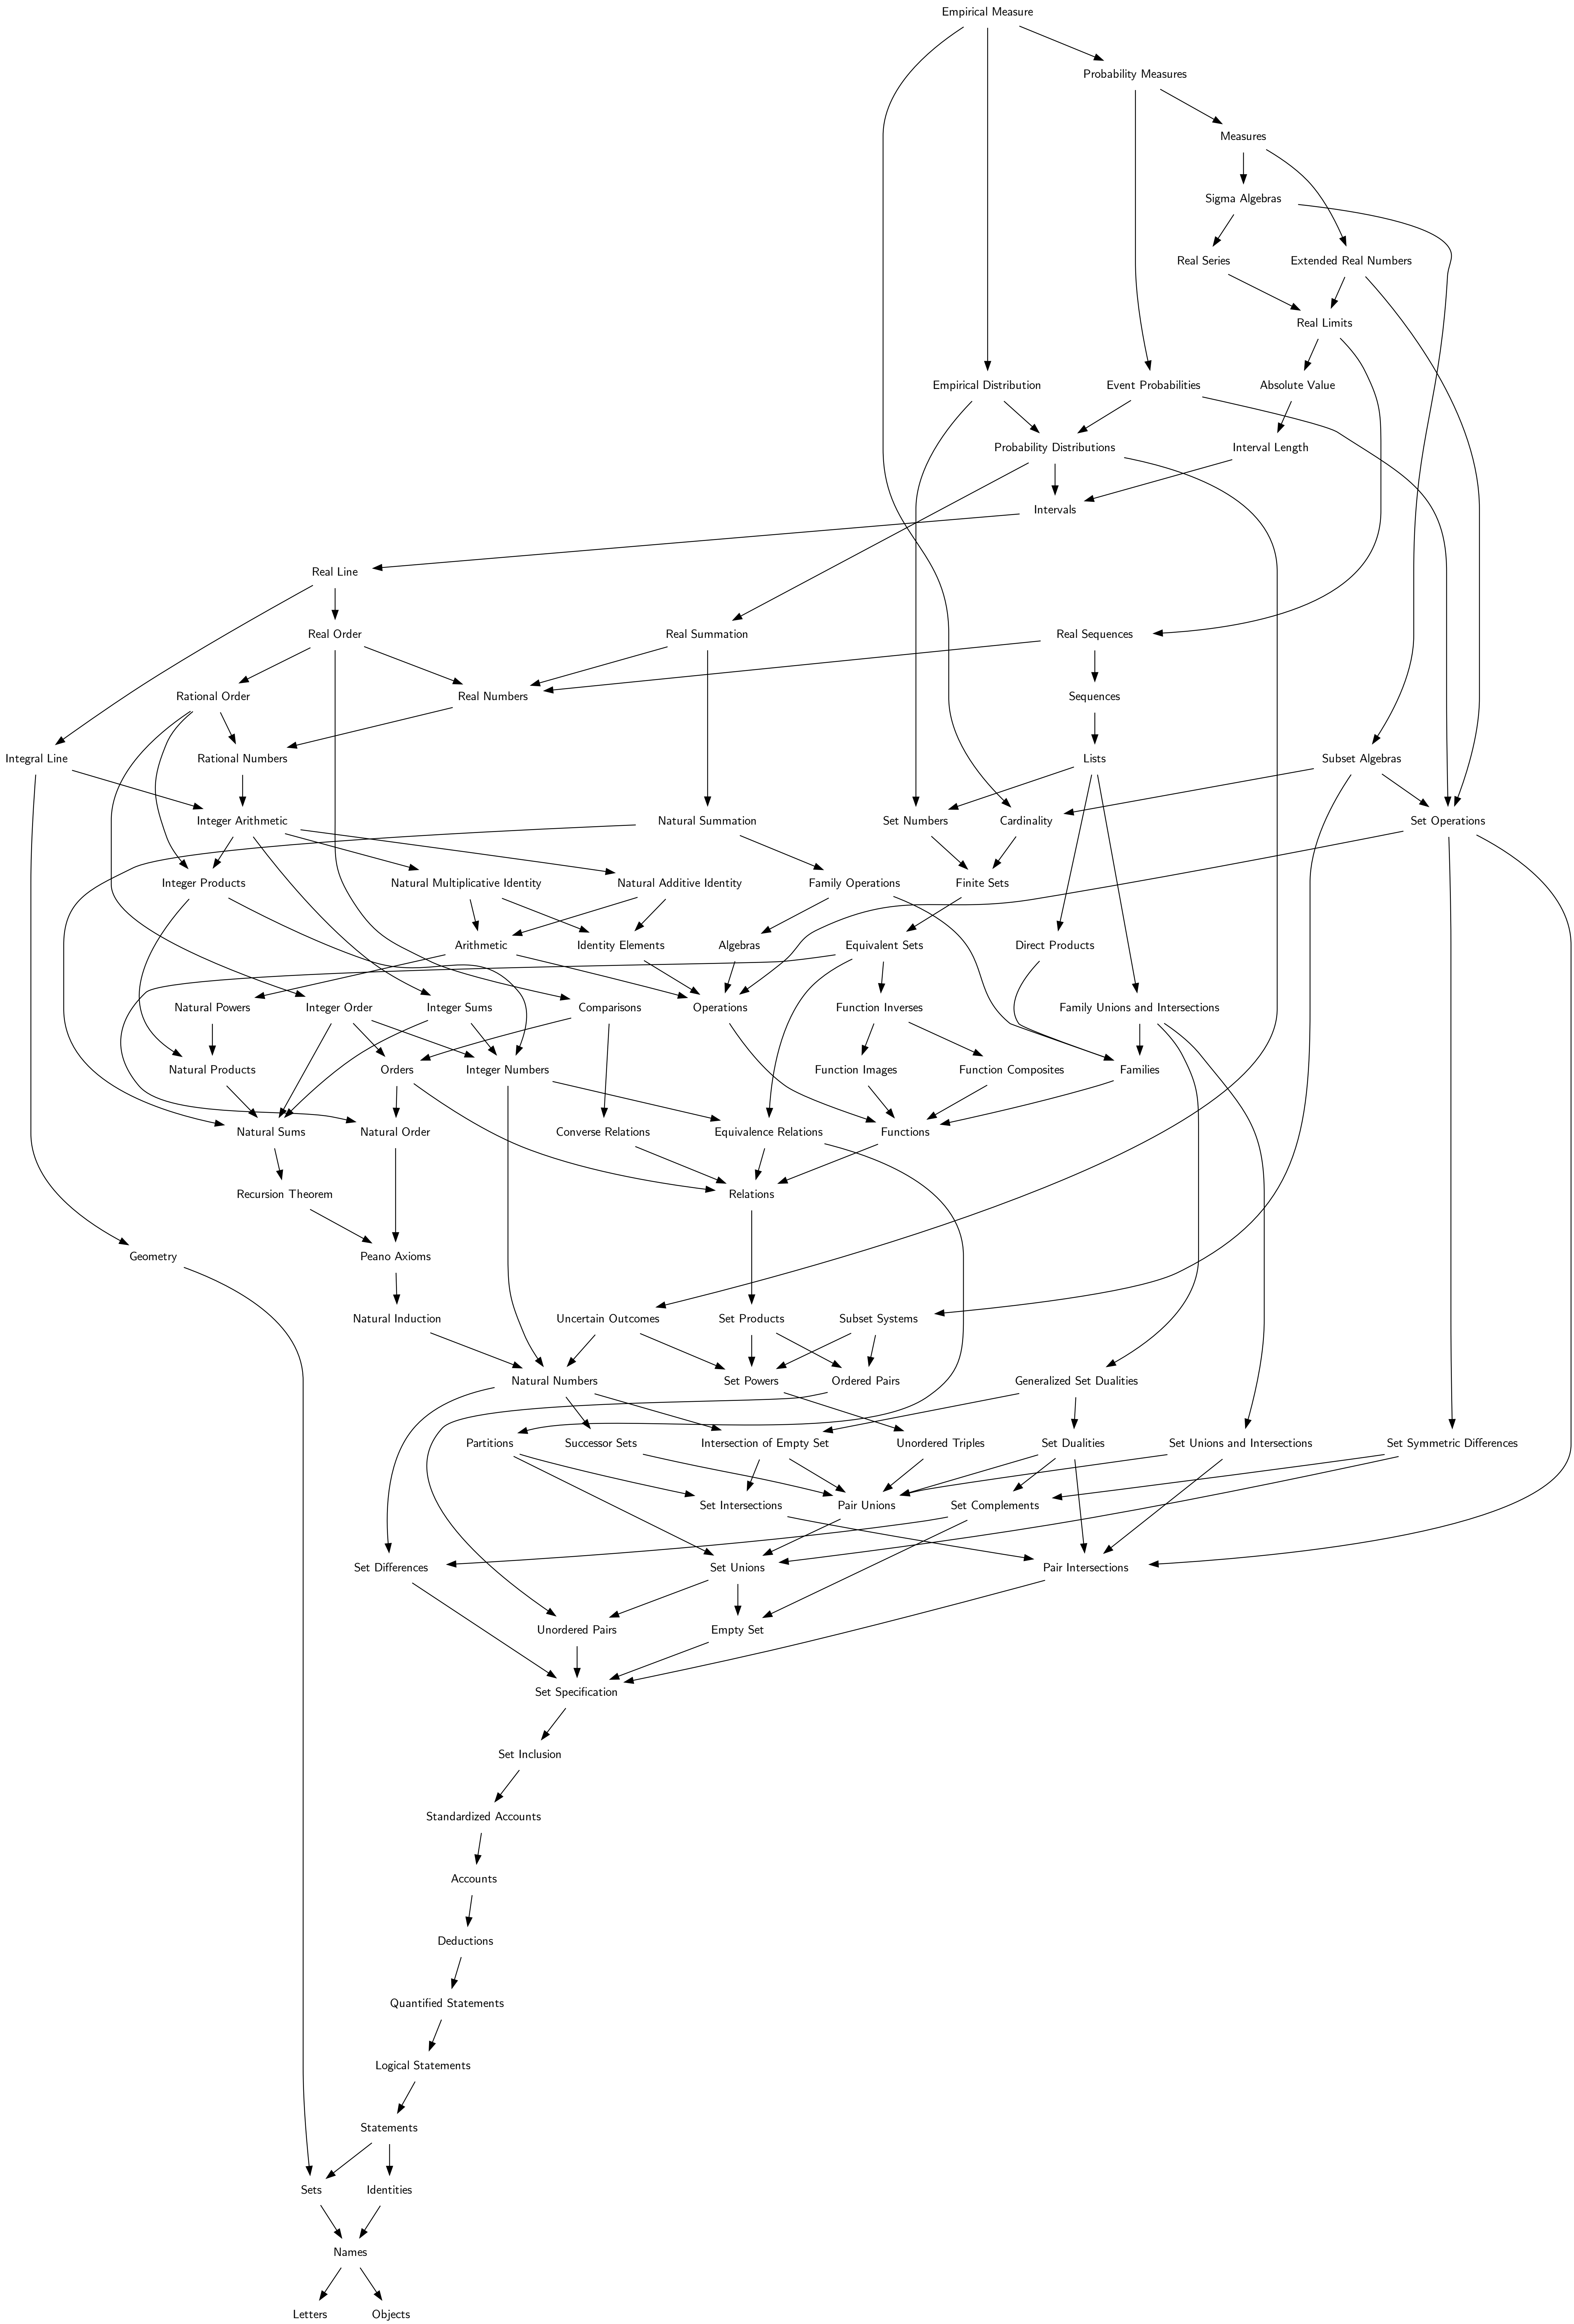 Empirical Measure
Probability Measures
Measures
Sigma Algebras
Real Series
Extended Real Numbers
Real Limits
Empirical Distribution
Event Probabilities
Absolute Value
Probability Distributions
Interval Length
Intervals
Real Line
Real Order
Real Summation
Real Sequences
Rational Order
Real Numbers
Sequences
Integral Line
Rational Numbers
Lists
Subset Algebras
Integer Arithmetic
Natural Summation
Set Numbers
Cardinality
Set Operations
Integer Products
Natural Multiplicative Identity
Natural Additive Identity
Family Operations
Finite Sets
Arithmetic
Identity Elements
Algebras
Equivalent Sets
Direct Products
Natural Powers
Integer Order
Integer Sums
Comparisons
Operations
Function Inverses
Family Unions and Intersections
Natural Products
Orders
Integer Numbers
Function Images
Function Composites
Families
Natural Sums
Natural Order
Converse Relations
Equivalence Relations
Functions
Recursion Theorem
Relations
Geometry
Peano Axioms
Natural Induction
Uncertain Outcomes
Set Products
Subset Systems
Natural Numbers
Set Powers
Ordered Pairs
Generalized Set Dualities
Partitions
Successor Sets
Intersection of Empty Set
Unordered Triples
Set Dualities
Set Unions and Intersections
Set Symmetric Differences
Set Intersections
Pair Unions
Set Complements
Set Differences
Set Unions
Pair Intersections
Unordered Pairs
Empty Set
Set Specification
Set Inclusion
Standardized Accounts
Accounts
Deductions
Quantified Statements
Logical Statements
Statements
Sets
Identities
Names
Letters
Objects